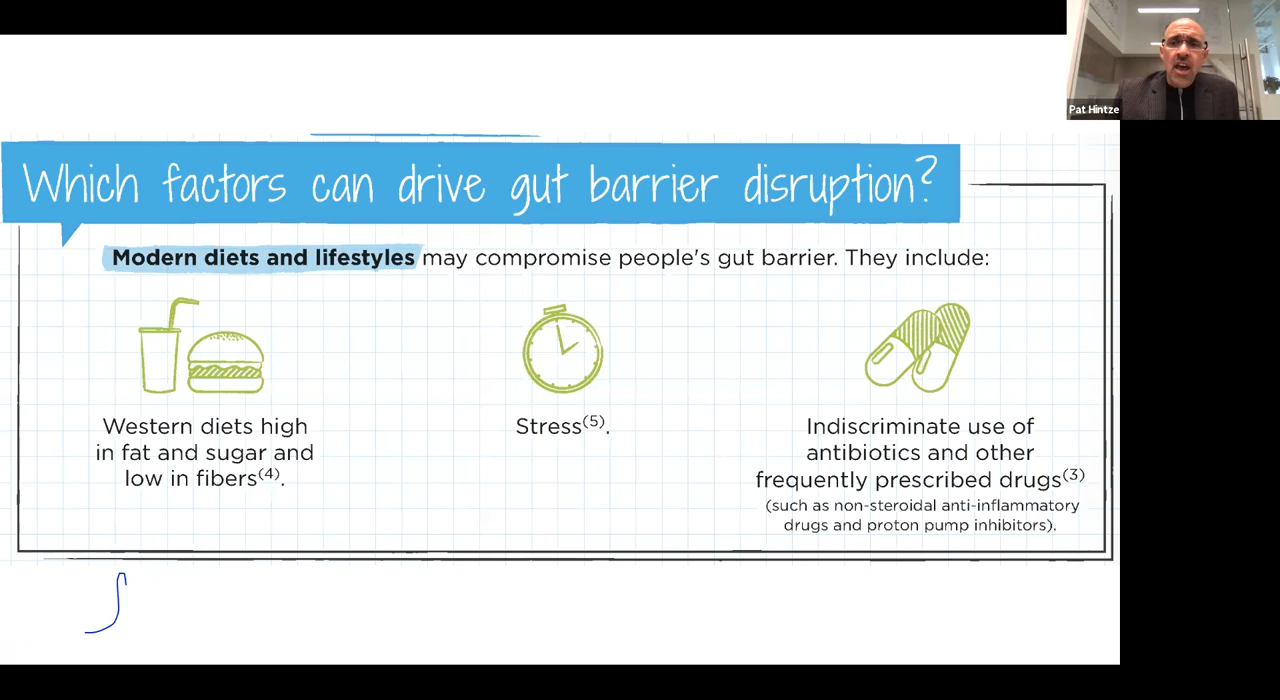 Pat Hintze
Which factors can drive gut barrier disruption?
Modern diets and lifestyles may compromise people's gut barrier. They include:
Western diets high
in fat and sugar and
low in fibers(4).
Stress(5).
Indiscriminate use of
antibiotics and other
frequently prescribed drugs(3)
(such as non-steroidal anti-inflammatory
drugs and proton pump inhibitors).